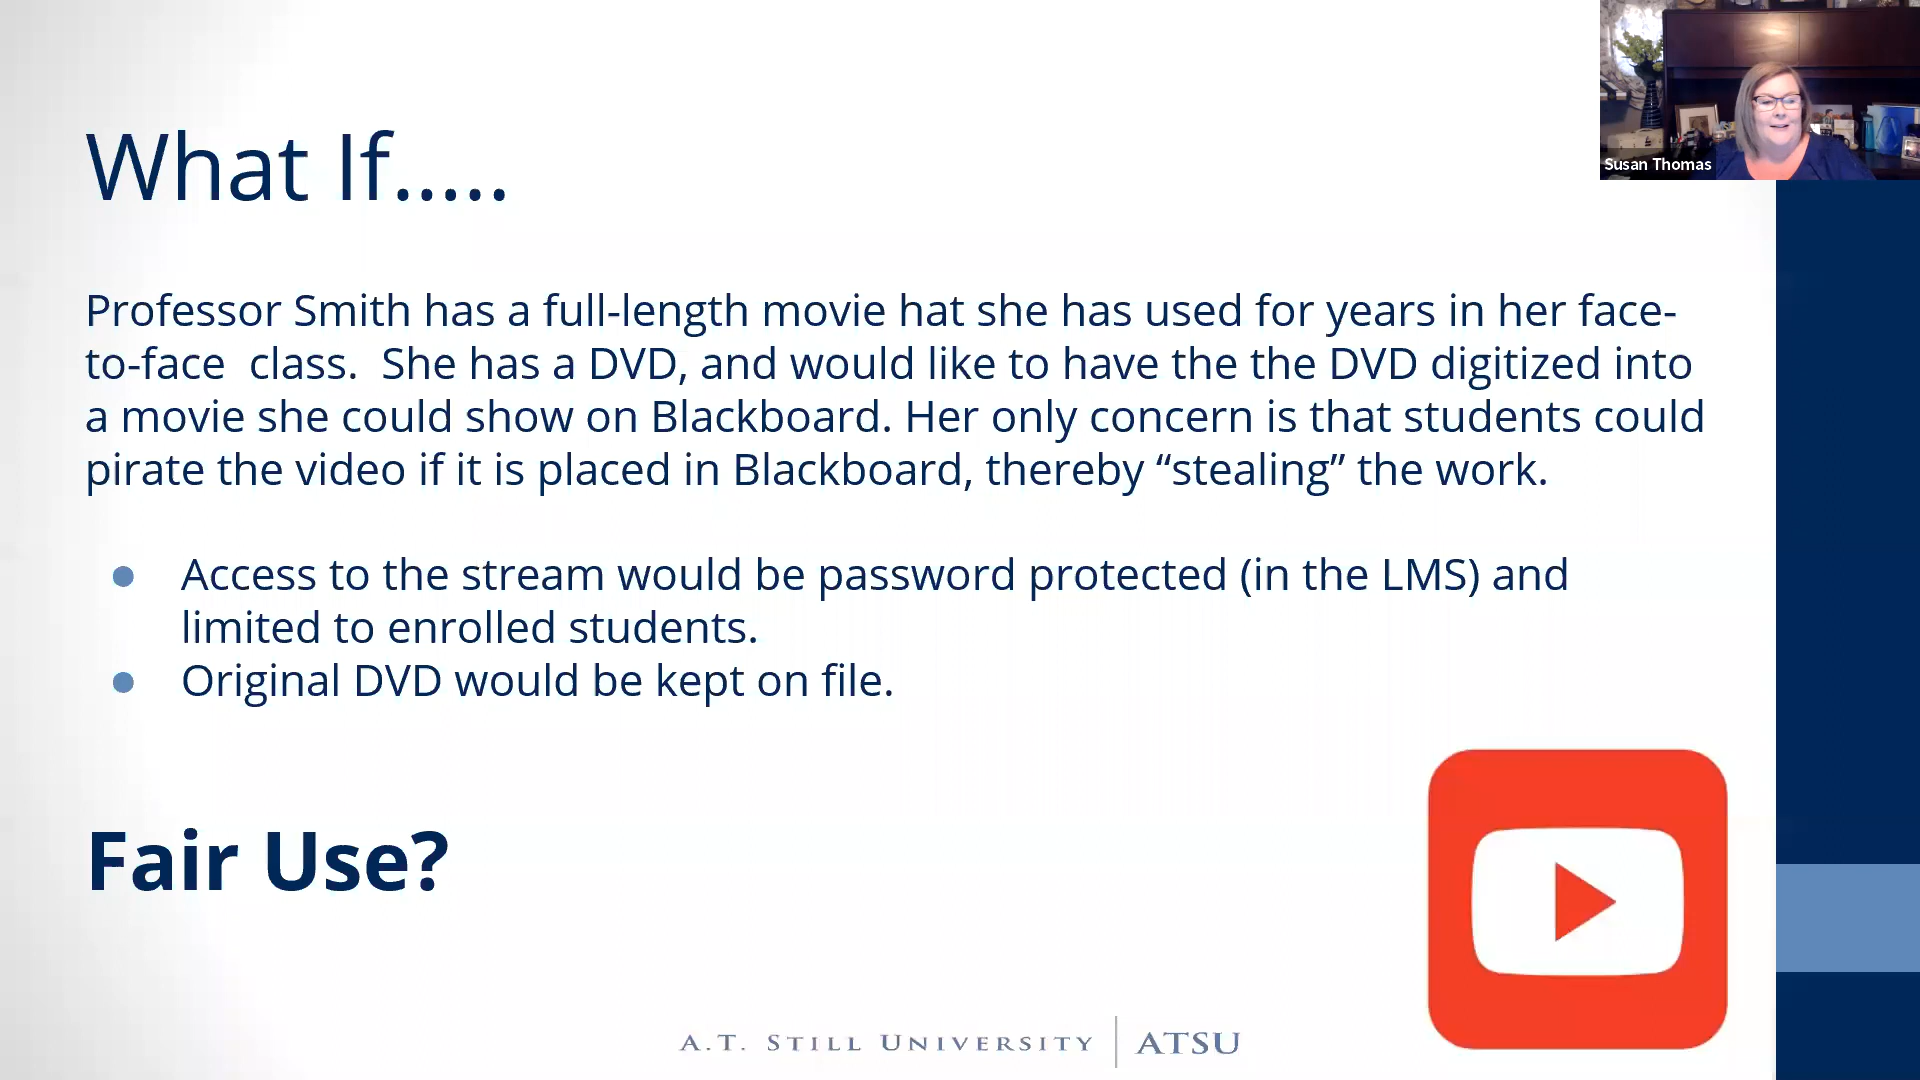 What If.....
Susan Thomas
Professor Smith has a full-length movie hat she has used for years in her face-
to-face  class.  She has a DVD, and would like to have the the DVD digitized into
a movie she could show on Blackboard. Her only concern is that students could
pirate the video if it is placed in Blackboard, thereby “stealing” the work.
● Access to the stream would be password protected (in the LMS) and
limited to enrolled students.
● Original DVD would be kept on file.
Fair Use?
A.T. STILL UNIVERSITY | ATSU